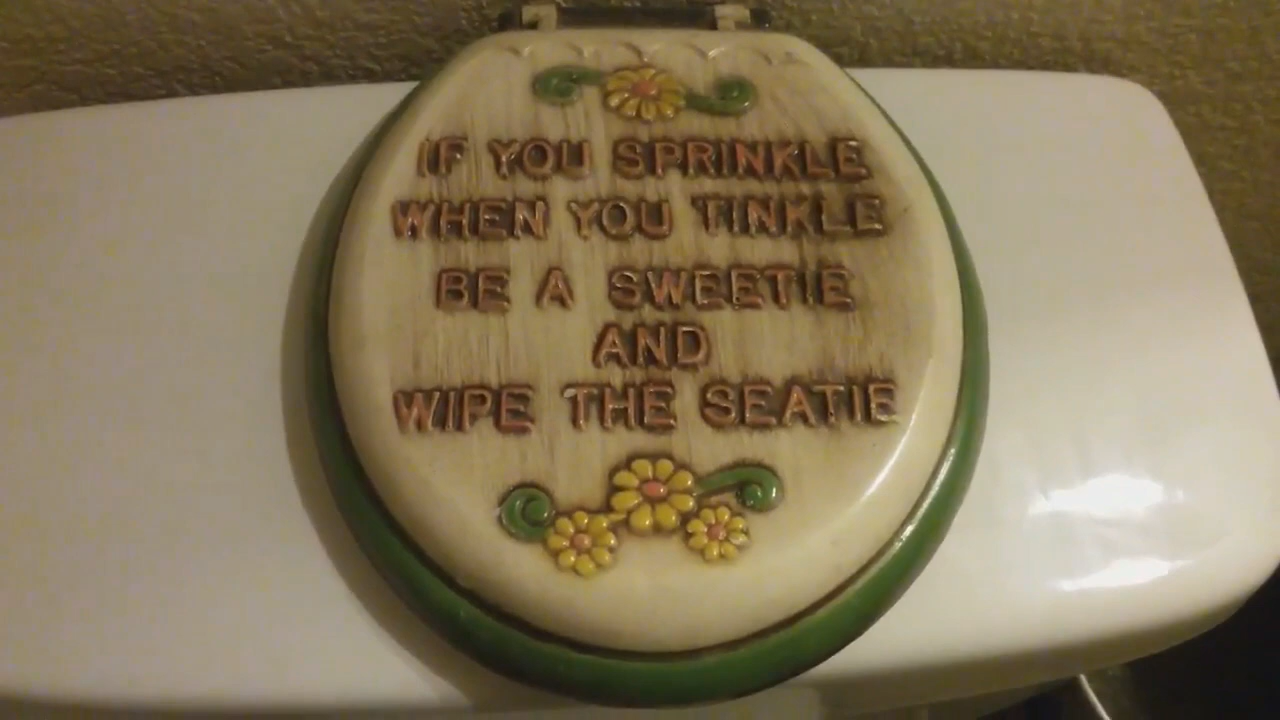 IF YOU SPRINKLE
WHEN YOU TINKLE
BE A SWEETIE
AND
WIPE THE SEATIE